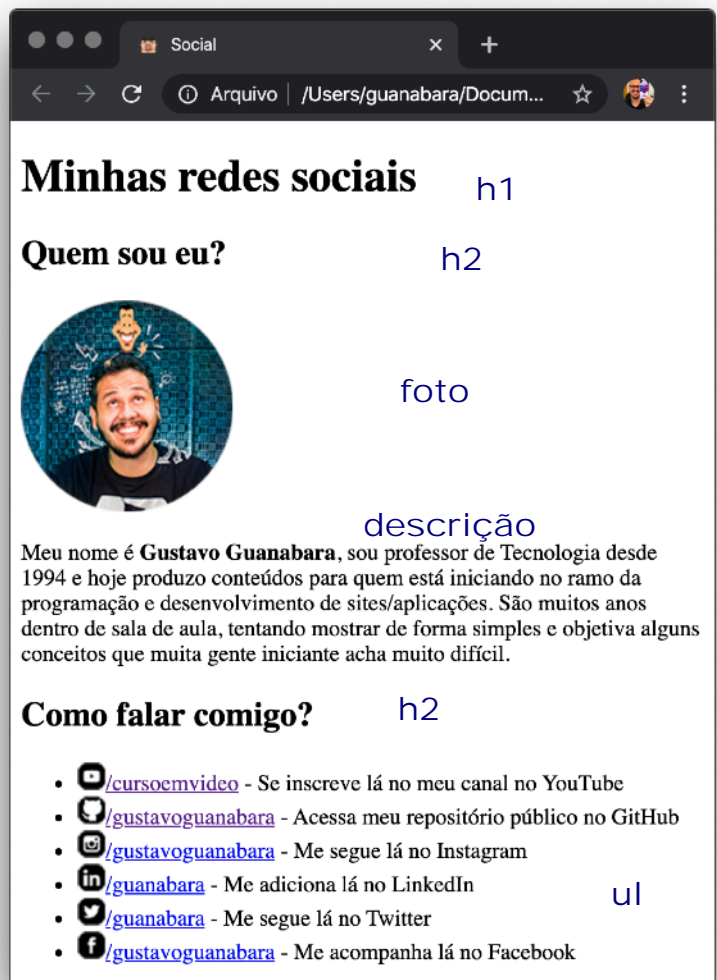 Social × +
Arquivo | /Users/guanabara/Docum...
Minhas redes sociais h1
Quem sou eu? h2
foto
descrição
Meu nome é Gustavo Guanabara, sou professor de Tecnologia desde
1994 e hoje produzo conteúdos para quem está iniciando no ramo da
programação e desenvolvimento de sites/aplicações. São muitos anos
dentro de sala de aula, tentando mostrar de forma simples e objetiva alguns
conceitos que muita gente iniciante acha muito difícil.
Como falar comigo? h2
/cursoemvideo - Se inscreve lá no meu canal no YouTube
/gustavoguanabara - Acessa meu repositório público no GitHub
/gustavoguanabara - Me segue lá no Instagram
in /guanabara - Me adiciona lá no LinkedIn
ul
/guanabara - Me segue lá no Twitter
f /gustavoguanabara - Me acompanha lá no Facebook